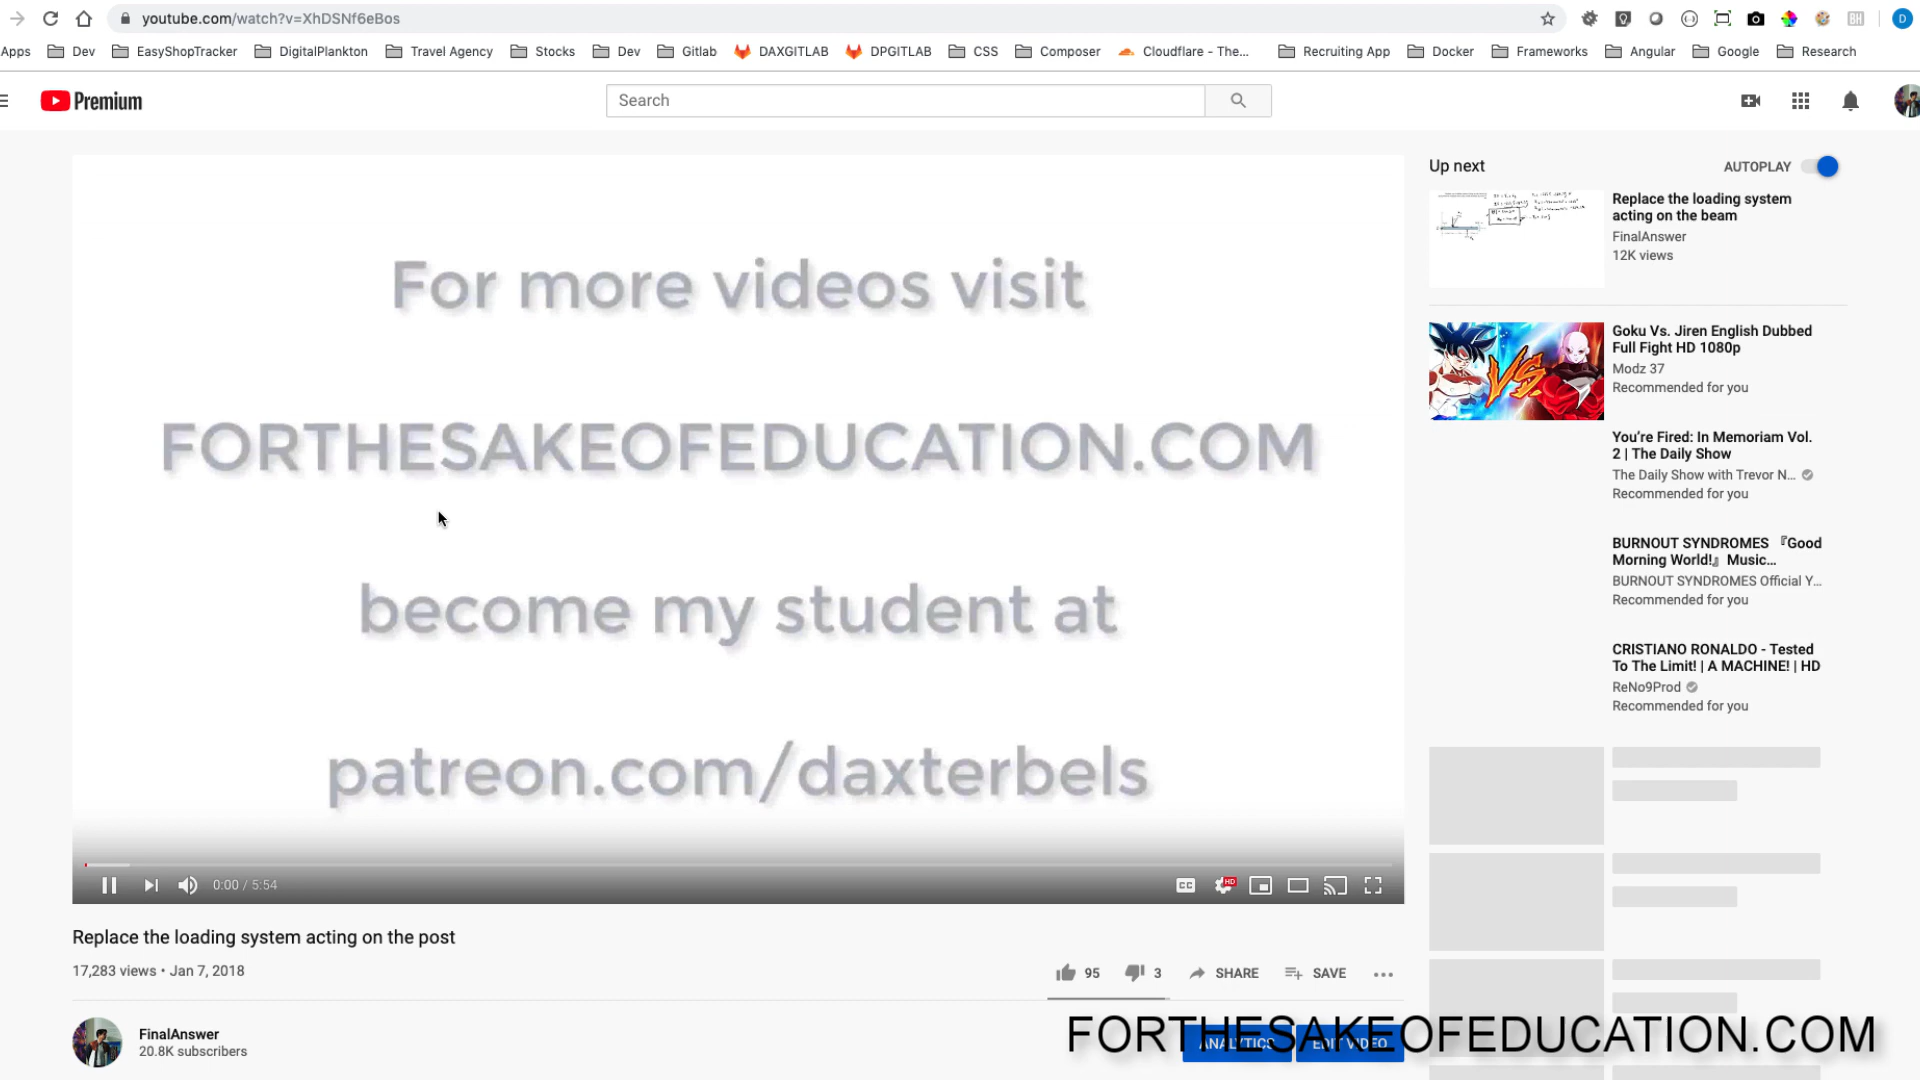 youtube.com/watch?v=XhDSNf6eBos
Apps Dev EasyShopTracker DigitalPlankton Travel Agency Stocks Dev Gitlab DAXGITLAB DPGITLAB CSS Composer Cloudflare - The... Recruiting App Docker Frameworks Angular Google Research
Premium
Search
For more videos visit
FORTHESAKEOFEDUCATION.COM
become my student at
patreon.com/daxterbels
0:00 / 5:54
CC
HD
Replace the loading system acting on the post
17,283 views • Jan 7, 2018
95 3 SHARE SAVE
FinalAnswer
20.8K subscribers
ANALYTICS EDIT VIDEO
Up next
AUTOPLAY
Replace the loading system
acting on the beam
FinalAnswer
12K views
VS.
Goku Vs. Jiren English Dubbed
Full Fight HD 1080p
Modz 37
Recommended for you
You're Fired: In Memoriam Vol.
2 | The Daily Show
The Daily Show with Trevor N...
Recommended for you
BURNOUT SYNDROMES 『Good
Morning World!』 Music...
BURNOUT SYNDROMES Official Y...
Recommended for you
CRISTIANO RONALDO - Tested
To The Limit! | A MACHINE! | HD
ReNo9Prod
Recommended for you
FORTHESAKEOFEDUCATION.COM